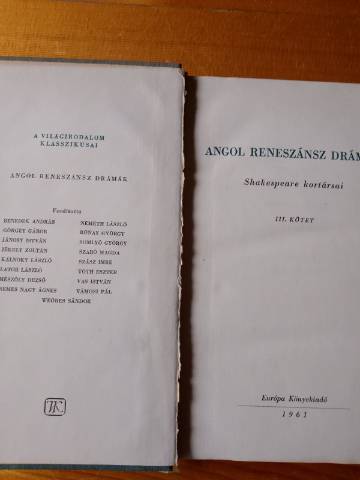 A VILÁGIRODALOM
KLASSZIKUSAI
ANGOL RENESZÁNSZ DRÁMÁK
Fordította
BENEDEK ANDRÁS
GÖRGEY GÁBOR
JÁNOSY ISTVÁN
JÉKELY ZOLTÁN
KÁLNOKY LÁSZLÓ
LATOR LÁSZLÓ
MÉSZÖLY DEZSŐ
NEMES NAGY ÁGNES
NÉMETH LÁSZLÓ
RÓNAY GYÖRGY
SOMLYÓ GYÖRGY
SZABÓ MAGDA
SZÁSZ IMRE
TÓTH ESZTER
VAS ISTVÁN
VÁMOSI PÁL
WEÖRES SÁNDOR
ANGOL RENESZÁNSZ DRÁM
Shakespeare kortársai
III. KÖTET
Európa Könyvkiadó
1961